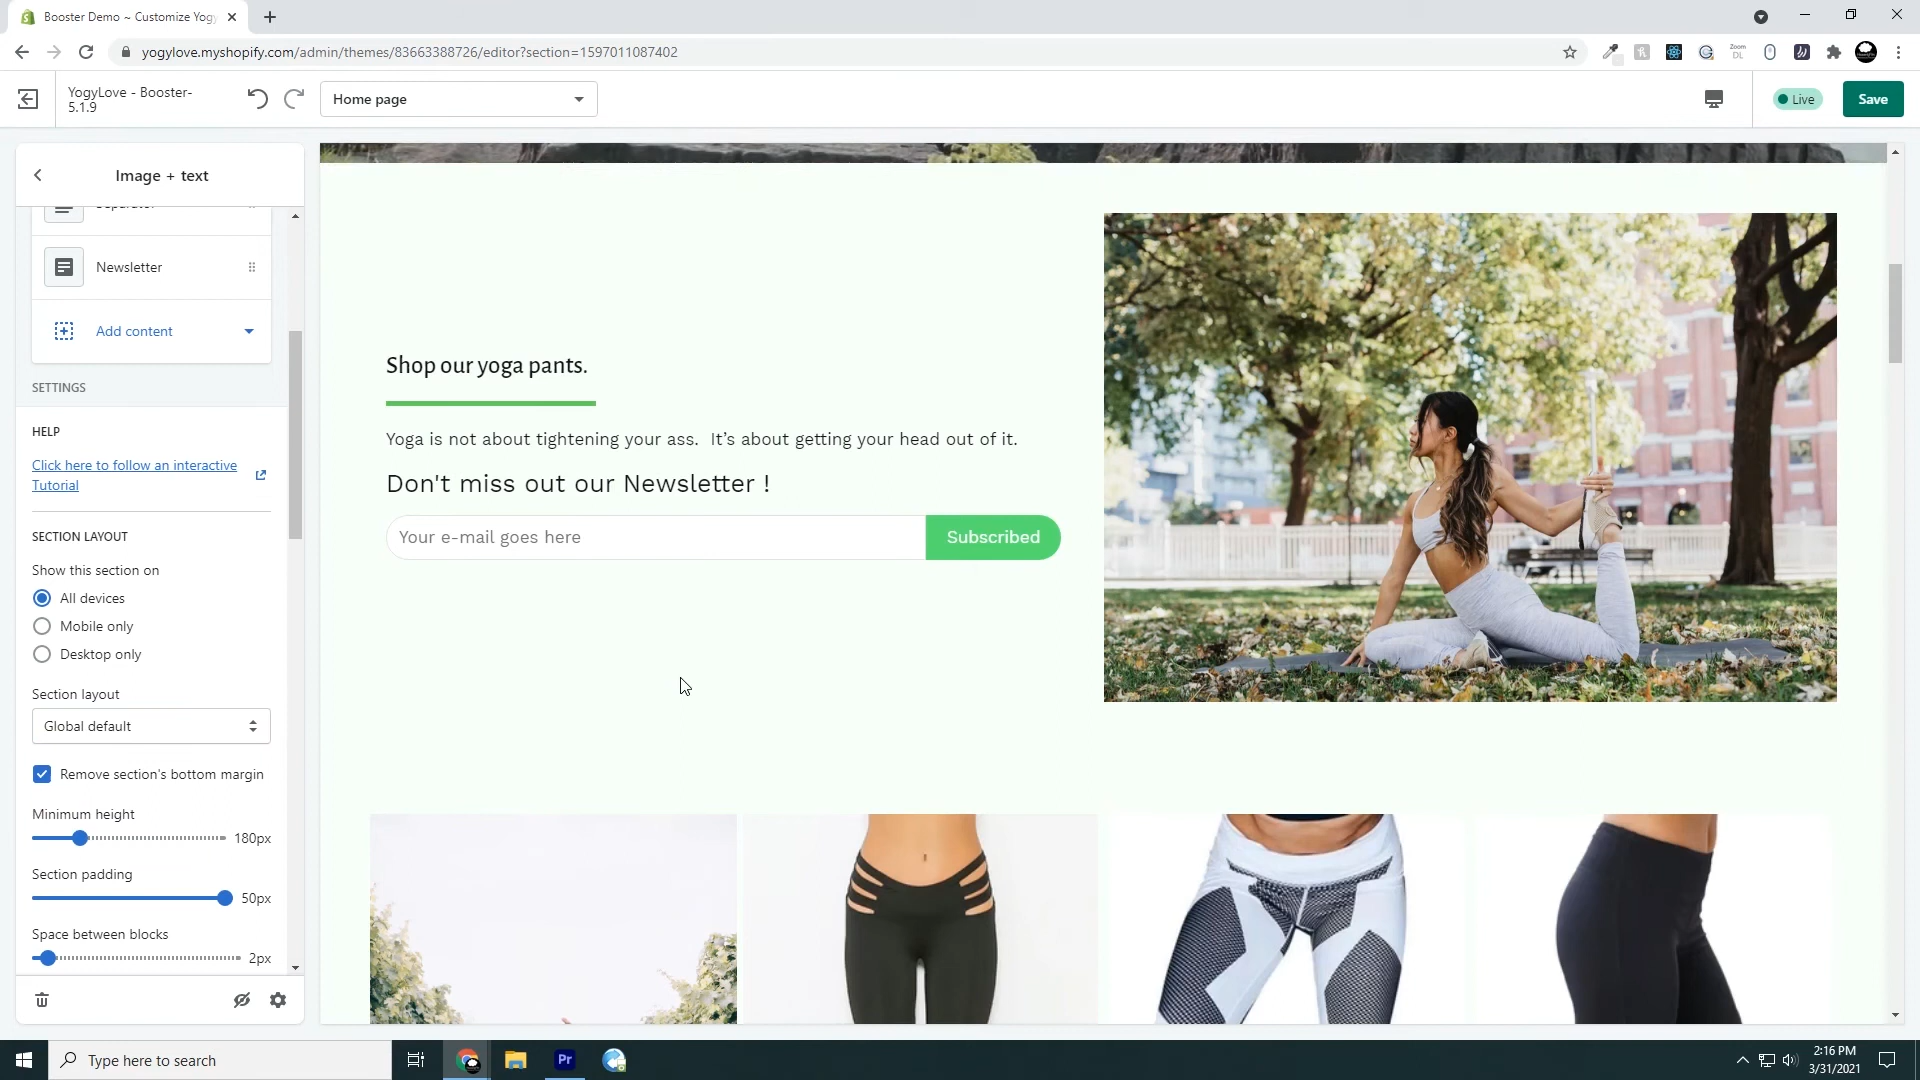 Booster Demo ~ Customize Yogy
yogylove.myshopify.com/admin/themes/83663388726/editor?section=1597011087402
Zoom
DL
YogyLove - Booster-
5.1.9
Home page
Live
Save
Image + text
Separator
Newsletter
Add content
SETTINGS
HELP
Click here to follow an interactive
Tutorial
SECTION LAYOUT
Show this section on
All devices
Mobile only
Desktop only
Section layout
Global default
Remove section's bottom margin
Minimum height
180px
Section padding
50px
Space between blocks
2px
Shop our yoga pants.
Yoga is not about tightening your ass.  It’s about getting your head out of it.
Don't miss out our Newsletter !
Your e-mail goes here
Subscribed
Type here to search
Pr
2:16 PM
3/31/2021